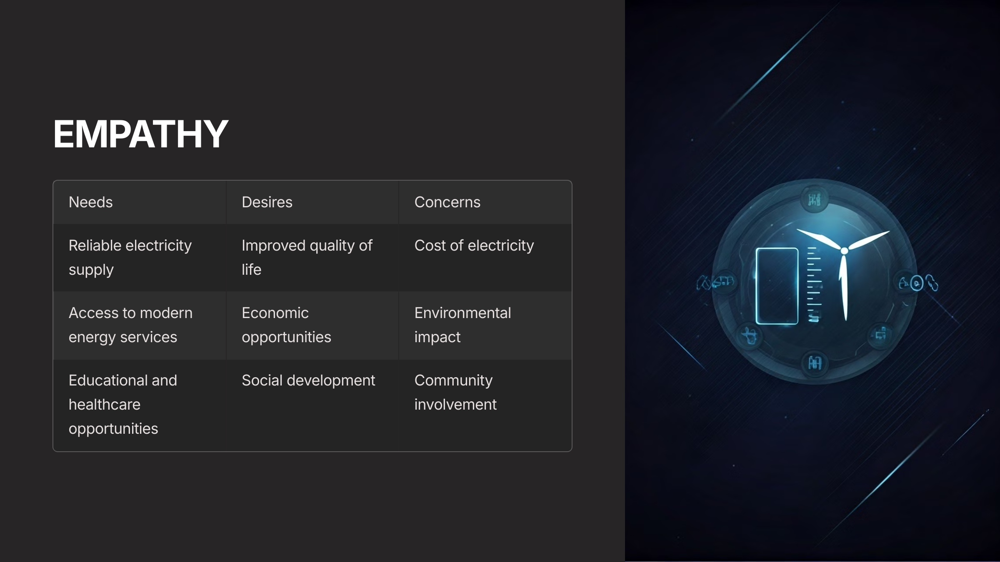 EMPATHY
Needs
Desires
Concerns
Reliable electricity
supply
Improved quality of
life
Cost of electricity
Access to modern
energy services
Economic
opportunities
Environmental
impact
Educational and
healthcare
opportunities
Social development
Community
involvement